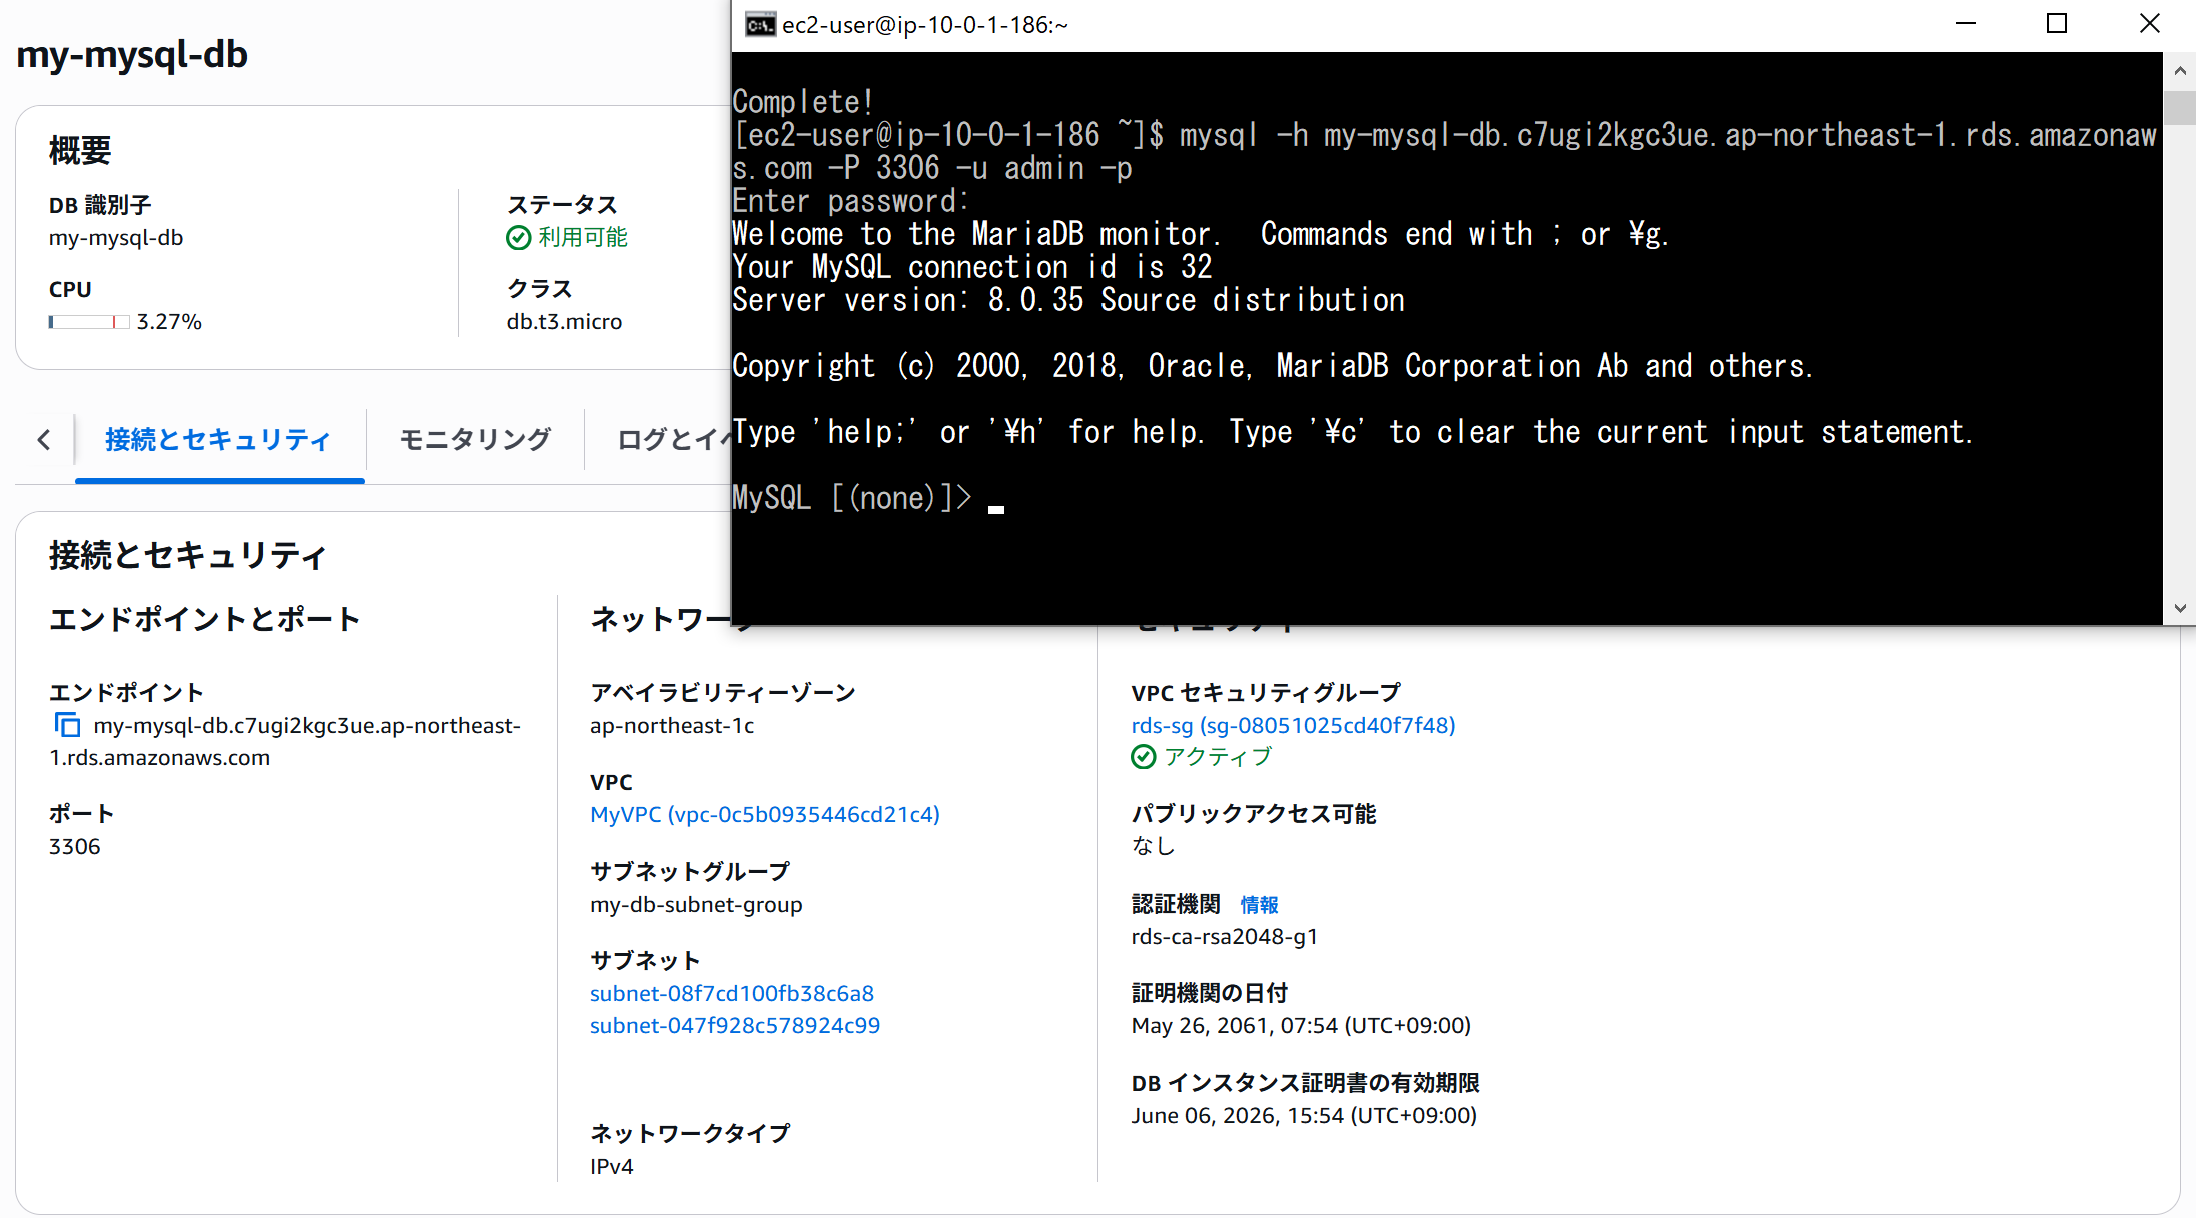 my-mysql-db
概要
DB 識別子
my-mysql-db
CPU
3.27%
ステータス
利用可能
クラス
db.t3.micro
接続とセキュリティ
モニタリング
ログとイベ
接続とセキュリティ
エンドポイントとポート
エンドポイント
my-mysql-db.c7ugi2kgc3ue.ap-northeast-
1.rds.amazonaws.com
ポート
3306
ネットワーク
アベイラビリティーゾーン
ap-northeast-1c
VPC
MyVPC (vpc-0c5b0935446cd21c4)
サブネットグループ
my-db-subnet-group
サブネット
subnet-08f7cd100fb38c6a8
subnet-047f928c578924c99
ネットワークタイプ
IPv4
セキュリティ
VPC セキュリティグループ
rds-sg (sg-08051025cd40f7f48)
アクティブ
パブリックアクセス可能
なし
認証機関 情報
rds-ca-rsa2048-g1
証明機関の日付
May 26, 2061, 07:54 (UTC+09:00)
DB インスタンス証明書の有効期限
June 06, 2026, 15:54 (UTC+09:00)
ec2-user@ip-10-0-1-186:~
Complete!
[ec2-user@ip-10-0-1-186 ~]$ mysql -h my-mysql-db.c7ugi2kgc3ue.ap-northeast-1.rds.amazonaw
s.com -P 3306 -u admin -p
Enter password:
Welcome to the MariaDB monitor.  Commands end with ; or ¥g.
Your MySQL connection id is 32
Server version: 8.0.35 Source distribution
Copyright (c) 2000, 2018, Oracle, MariaDB Corporation Ab and others.
Type 'help;' or '¥h' for help. Type '¥c' to clear the current input statement.
MySQL [(none)]>